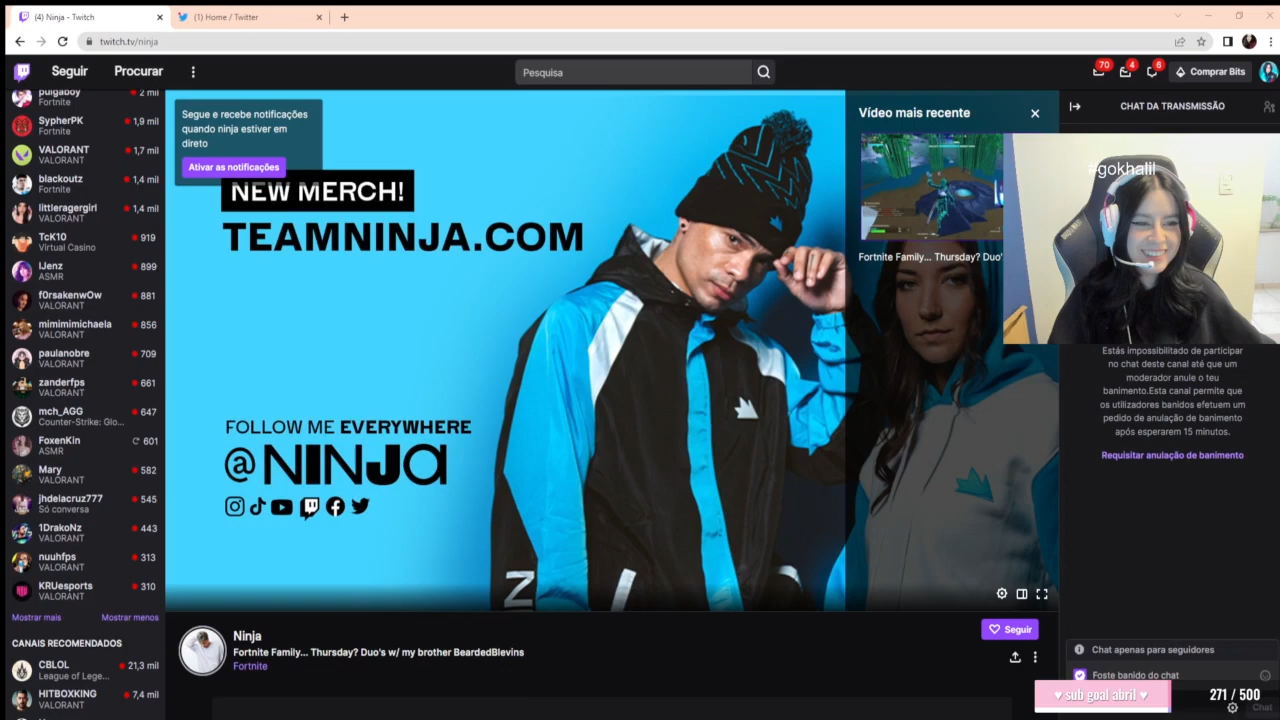 (4) Ninja - Twitch
(1) Home / Twitter
twitch.tv/ninja
Seguir
Procurar
Pesquisa
70
4
6
Comprar Bits
pulgaboy
2 mil
Fortnite
SypherPK
1,9 mil
Fortnite
VALORANT
1,7 mil
VALORANT
blackoutz
1,4 mil
Fortnite
littleragergirl
1,4 mil
VALORANT
TcK10
919
Virtual Casino
IJenz
899
ASMR
f0rsakenwOw
881
VALORANT
mimimimichaela
856
VALORANT
paulanobre
709
VALORANT
zanderfps
661
VALORANT
mch_AGG
647
Counter-Strike: Glo...
FoxenKin
601
ASMR
Mary
582
VALORANT
jhdelacruz777
545
Só conversa
1DrakoNz
443
VALORANT
nuuhfps
313
VALORANT
KRUesports
310
VALORANT
Mostrar mais
Mostrar menos
CANAIS RECOMENDADOS
CBLOL
21,3 mil
League of Lege...
HITBOXKING
7,4 mil
VALORANT
Segue e recebe notificações
quando ninja estiver em
direto
Ativar as notificações
NEW MERCH!
TEAMNINJA.COM
FOLLOW ME EVERYWHERE
@NINJA
Vídeo mais recente
Fortnite Family... Thursday? Duo's
Ninja
Fortnite Family... Thursday? Duo's w/ my brother BeardedBlevins
Fortnite
Seguir
CHAT DA TRANSMISSÃO
#gokhalil
Estás impossibilitado de participar
no chat deste canal até que um
moderador anule o teu
banimento.Esta canal permite que
os utilizadores banidos efetuem um
pedido de anulação de banimento
após esperarem 15 minutos.
Requisitar anulação de banimento
Chat apenas para seguidores
Foste banido do chat
♥ sub goal abril ♥
271 / 500
Chat